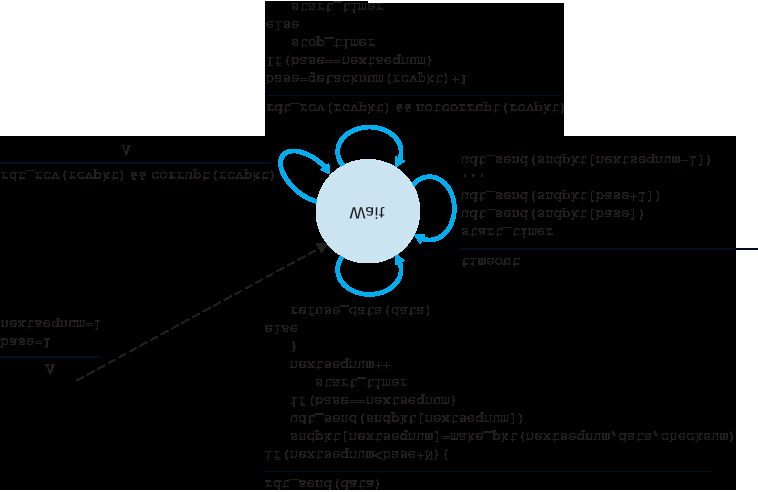 rdt_send(data)
if(nextseqnum<base+N){
sndpkt[nextseqnum]=make_pkt(nextseqnum,data,checksum)
udt_send(sndpkt[nextseqnum])
if(base==nextseqnum)
start_timer
nextseqnum++
}
else
refuse_data(data)
Λ
base=1
nextseqnum=1
timeout
start_timer
udt_send(sndpkt[base])
udt_send(sndpkt[base+1])
...
udt_send(sndpkt[nextseqnum-1])
Wait
rdt_rcv(rcvpkt) && corrupt(rcvpkt)
Λ
rdt_rcv(rcvpkt) && notcorrupt(rcvpkt)
base=getacknum(rcvpkt)+1
if(base==nextseqnum)
stop_timer
else
start_timer